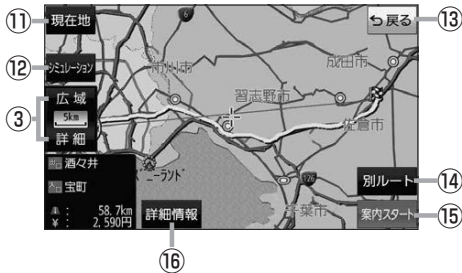 ⑪
現在地
6
戻る
⑬
⑫
シミュレーション
市川市
成田市
③
広域
5km
詳細
習志野市
佐倉市
酒々井
宝町
ニーランド
126
千葉市
別ルート
⑭
: 58.7km
¥ : 2,590円
詳細情報
案内スタート
⑮
⑯